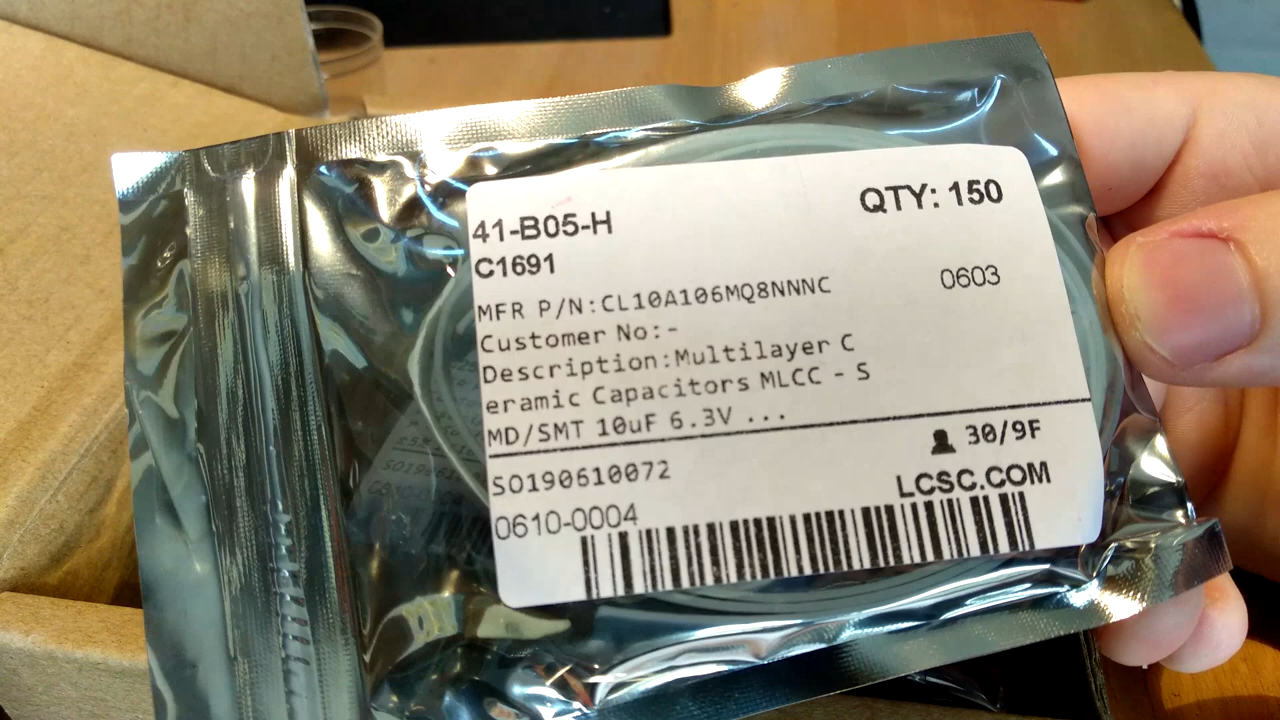 41-B05-H
QTY: 150
C1691
MFR P/N:CL10A106MQ8NNNC
0603
Customer No:-
Description:Multilayer C
eramic Capacitors MLCC - S
MD/SMT 10uF 6.3V ...
30/9F
SO190610072
LCSC.COM
0610-0004